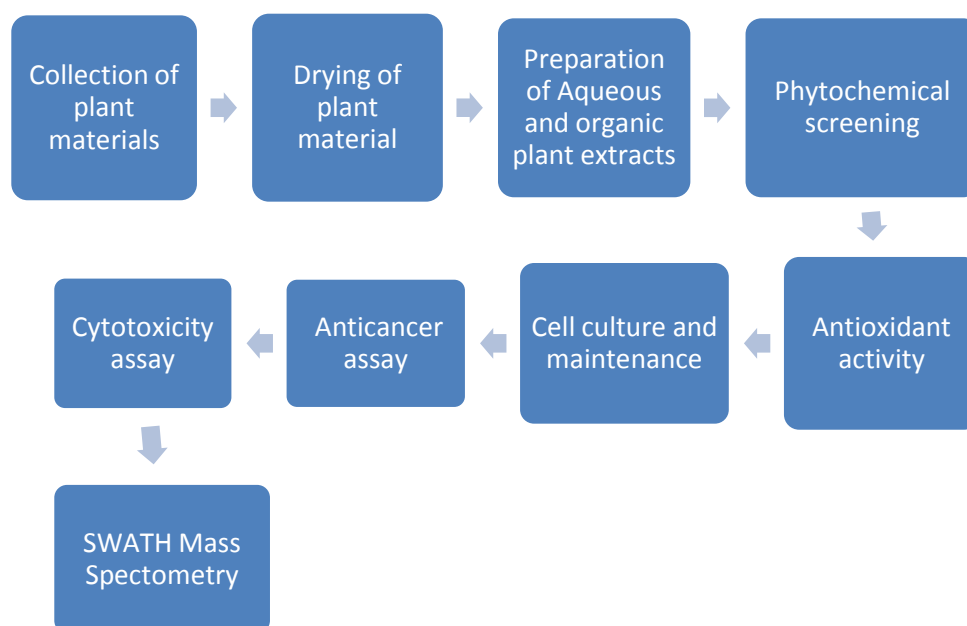 Collection of
plant
materials
Drying of
plant
material
Preparation
of Aqueous
and organic
plant extracts
Phytochemical
screening
Antioxidant
activity
Cell culture and
maintenance
Anticancer
assay
Cytotoxicity
assay
SWATH Mass
Spectometry